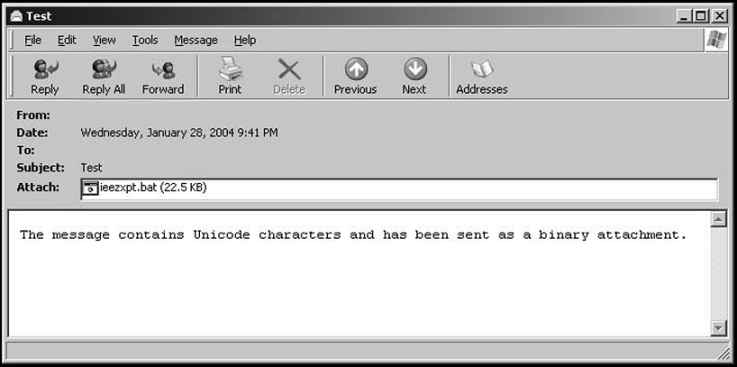 Test
File Edit View Tools Message Help
Reply Reply All Forward Print Delete Previous Next Addresses
From:
Date: Wednesday, January 28, 2004 9:41 PM
To:
Subject: Test
Attach: ieezxpt.bat (22.5 KB)
The message contains Unicode characters and has been sent as a binary attachment.